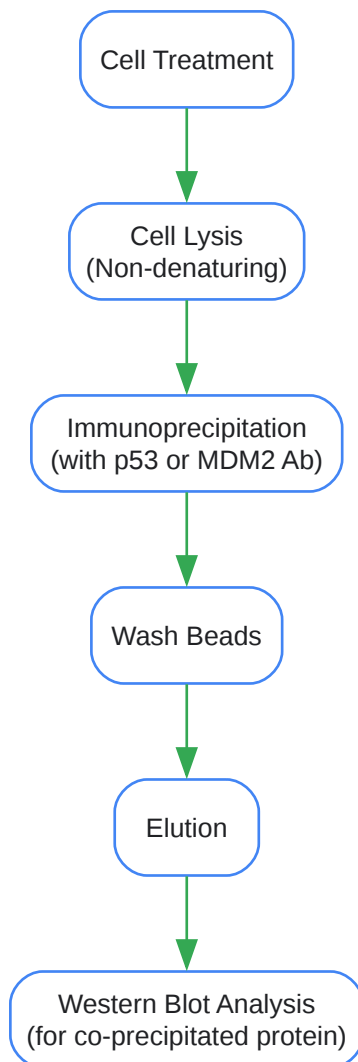 Cell Treatment
Cell Lysis
(Non-denaturing)
Immunoprecipitation
(with p53 or MDM2 Ab)
Wash Beads
Elution
Western Blot Analysis
(for co-precipitated protein)